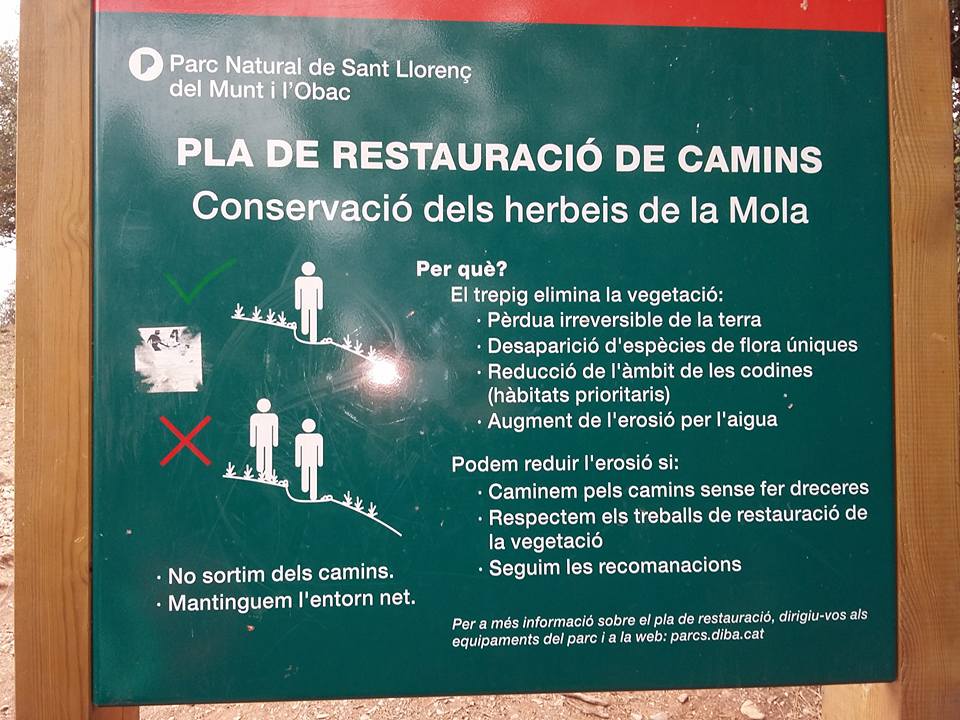 Parc Natural de Sant Llorenç
del Munt i l'Obac
PLA DE RESTAURACIÓ DE CAMINS
Conservació dels herbeis de la Mola
Per què?
El trepig elimina la vegetació:
· Pèrdua irreversible de la terra
· Desaparició d'espècies de flora úniques
· Reducció de l'àmbit de les codines
(hàbitats prioritaris)
· Augment de l'erosió per l'aigua
Podem reduir l'erosió si:
· Caminem pels camins sense fer dreceres
· Respectem els treballs de restauració de
la vegetació
· Seguim les recomanacions
· No sortim dels camins.
· Mantinguem l'entorn net.
Per a més informació sobre el pla de restauració, dirigiu-vos als
equipaments del parc i a la web: parcs.diba.cat